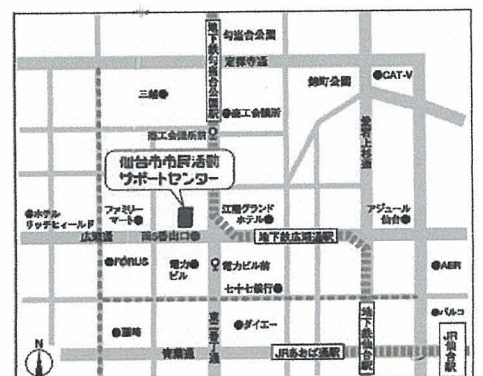 勾当台公園
地下鉄勾当台公園駅
定禅寺通
錦町公園
CAT-V
三越
商工会議所
愛宕上杉通
商工会議所前
仙台市市民活動
サポートセンター
ホテル
リッチフィールド
ファミリー
マート
江陽グランド
ホテル
アジュール
仙台
広瀬通
西5番出口
地下鉄広瀬通駅
FORUS
電力
ビル
電力ビル前
AER
七十七銀行
東二番丁通
ダイエー
地下鉄仙台駅
パルコ
JR仙台駅
藤崎
青葉通
JRあおば通駅
N